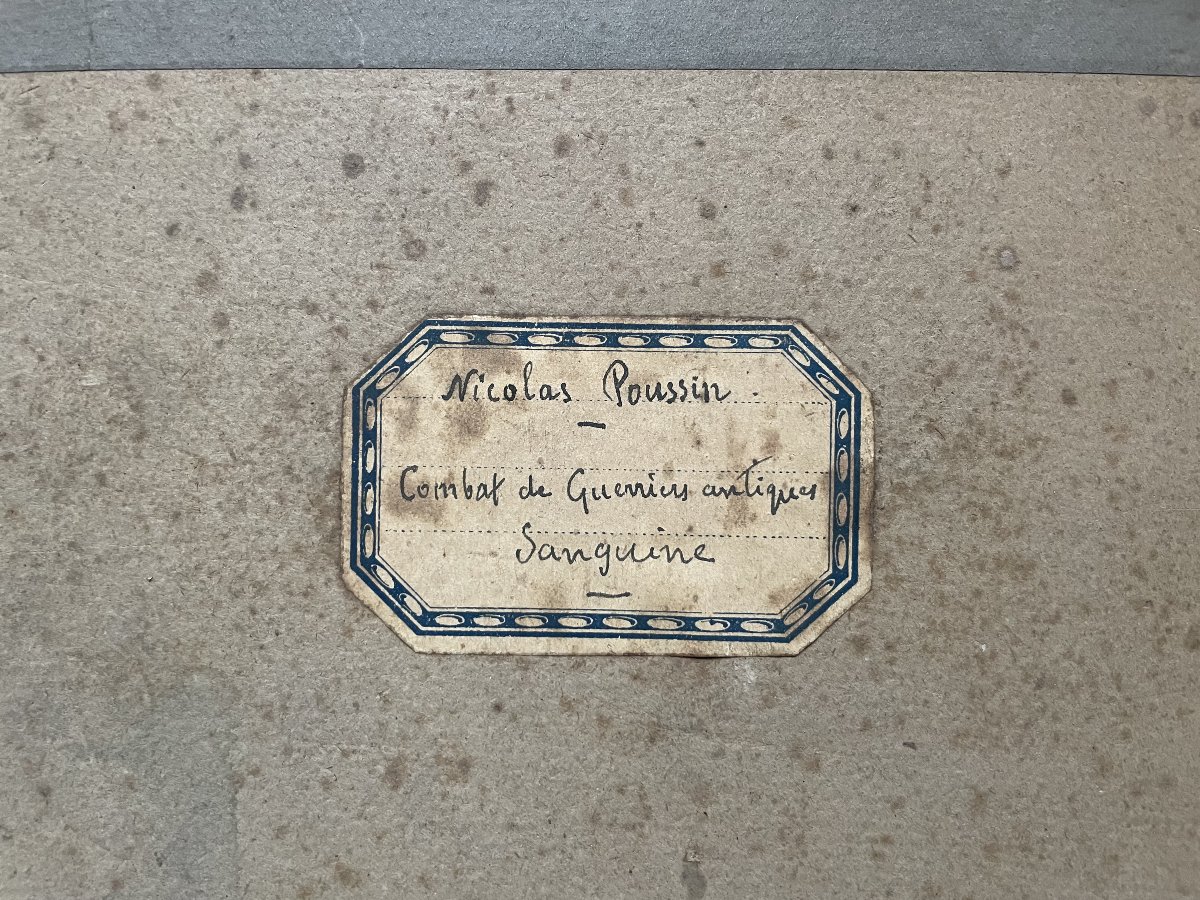 Nicolas Poussin.
—
Combat de Guerriers antiques
Sanguine
—